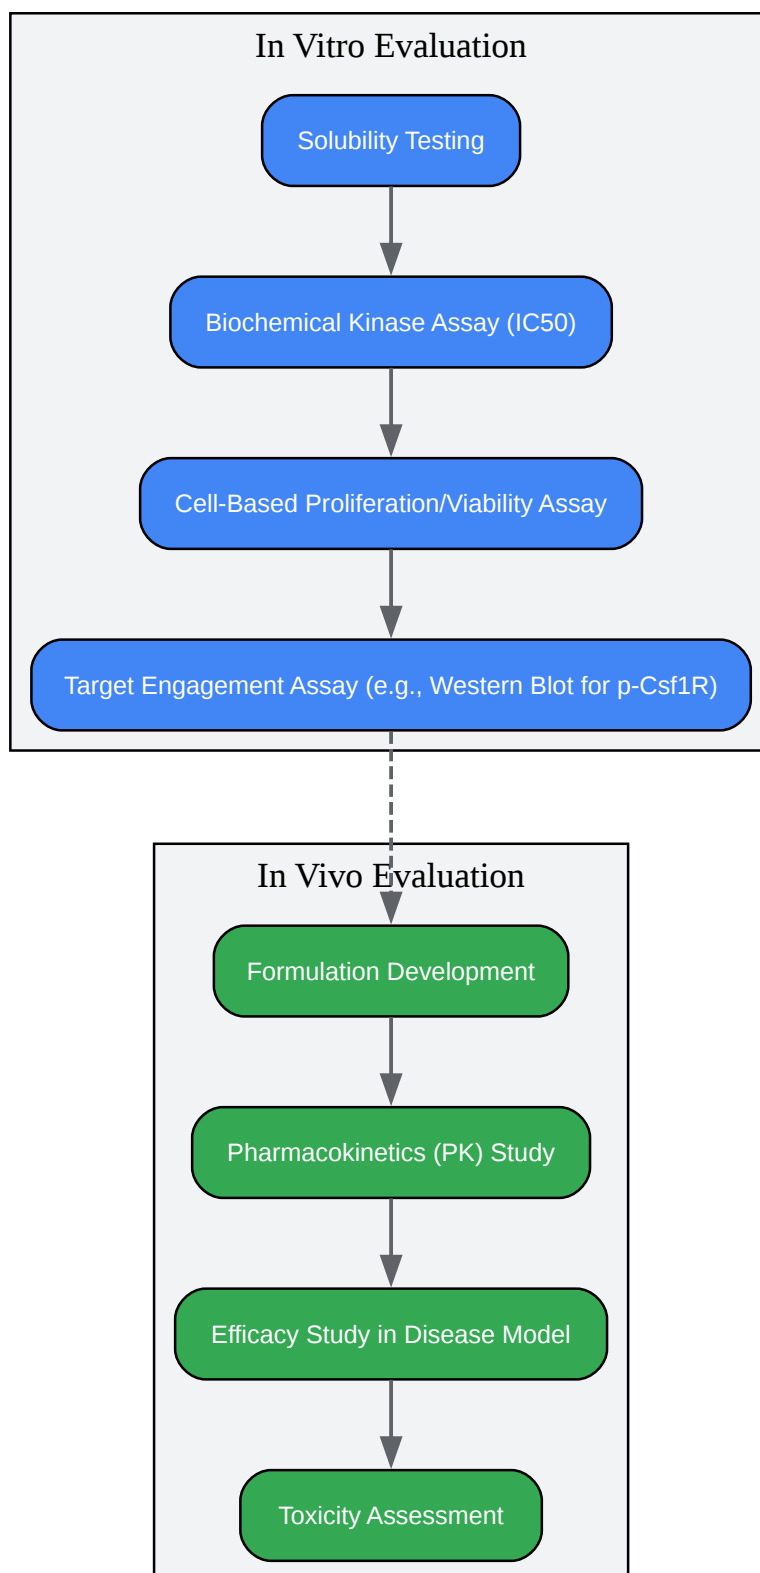 In Vitro Evaluation
Solubility Testing
Biochemical Kinase Assay (IC50)
Cell-Based Proliferation/Viability Assay
Target Engagement Assay (e.g., Western Blot for p-Csf1R)
In Vivo Evaluation
Formulation Development
Pharmacokinetics (PK) Study
Efficacy Study in Disease Model
Toxicity Assessment